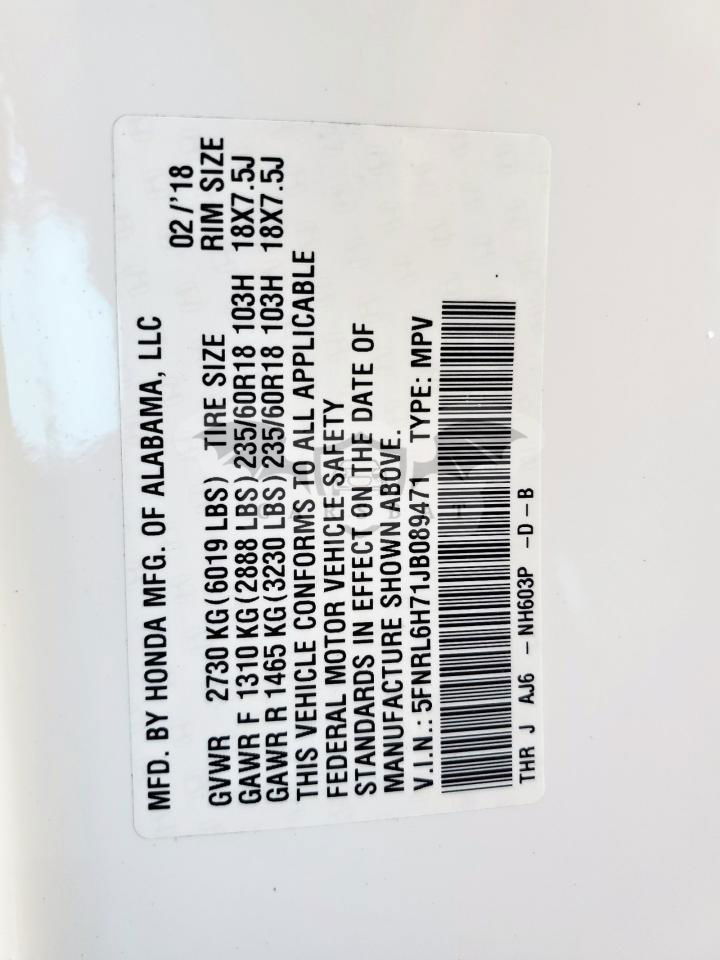 MFD. BY HONDA MFG. OF ALABAMA, LLC 02/'18
GVWR 2730 KG (6019 LBS) TIRE SIZE RIM SIZE
GAWR F 1310 KG (2888 LBS) 235/60R18 103H 18X7.5J
GAWR R 1465 KG (3230 LBS) 235/60R18 103H 18X7.5J
THIS VEHICLE CONFORMS TO ALL APPLICABLE
FEDERAL MOTOR VEHICLE SAFETY
STANDARDS IN EFFECT ON THE DATE OF
MANUFACTURE SHOWN ABOVE.
V.I.N.: 5FNRL6H71JB089471 TYPE: MPV
THR J AJ6 - NH603P -D-B